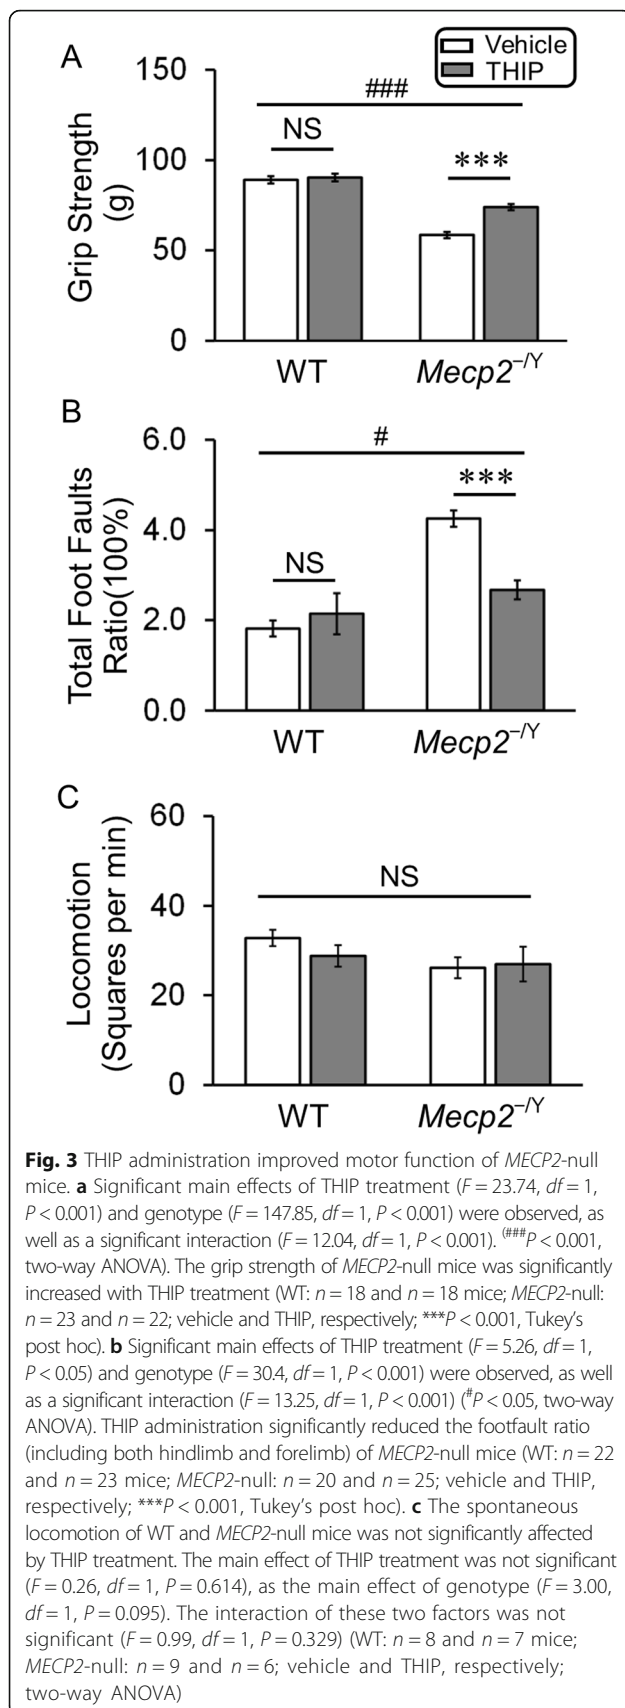 A
Vehicle
THIP
150
100
50
0
Grip Strength
(g)
###
NS
***
WT
Mecp2⁻/ʸ
B
6.0
4.0
2.0
0.0
Total Foot Faults
Ratio(100%)
#
NS
***
WT
Mecp2⁻/ʸ
C
60
40
20
0
Locomotion
(Squares per min)
NS
WT
Mecp2⁻/ʸ
Fig. 3 THIP administration improved motor function of MECP2-null
mice. a Significant main effects of THIP treatment (F = 23.74, df = 1,
P < 0.001) and genotype (F = 147.85, df = 1, P < 0.001) were observed, as
well as a significant interaction (F = 12.04, df = 1, P < 0.001). (###P < 0.001,
two-way ANOVA). The grip strength of MECP2-null mice was significantly
increased with THIP treatment (WT: n = 18 and n = 18 mice; MECP2-null:
n = 23 and n = 22; vehicle and THIP, respectively; ***P < 0.001, Tukey's
post hoc). b Significant main effects of THIP treatment (F = 5.26, df = 1,
P < 0.05) and genotype (F = 30.4, df = 1, P < 0.001) were observed, as well
as a significant interaction (F = 13.25, df = 1, P < 0.001) (#P < 0.05, two-way
ANOVA). THIP administration significantly reduced the footfault ratio
(including both hindlimb and forelimb) of MECP2-null mice (WT: n = 22
and n = 23 mice; MECP2-null: n = 20 and n = 25; vehicle and THIP,
respectively; ***P < 0.001, Tukey's post hoc). c The spontaneous
locomotion of WT and MECP2-null mice was not significantly affected
by THIP treatment. The main effect of THIP treatment was not significant
(F = 0.26, df = 1, P = 0.614), as the main effect of genotype (F = 3.00,
df = 1, P = 0.095). The interaction of these two factors was not
significant (F = 0.99, df = 1, P = 0.329) (WT: n = 8 and n = 7 mice;
MECP2-null: n = 9 and n = 6; vehicle and THIP, respectively;
two-way ANOVA)